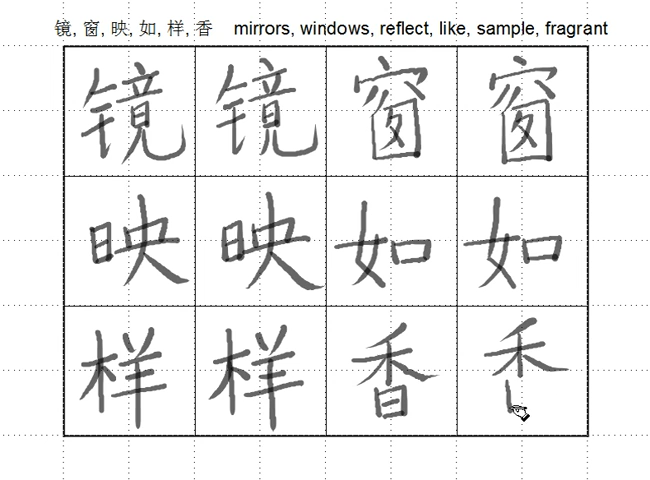 镜, 窗, 映, 如, 样, 香 mirrors, windows, reflect, like, sample, fragrant
镜 镜 窗 窗
映 映 如 如
样 样 香